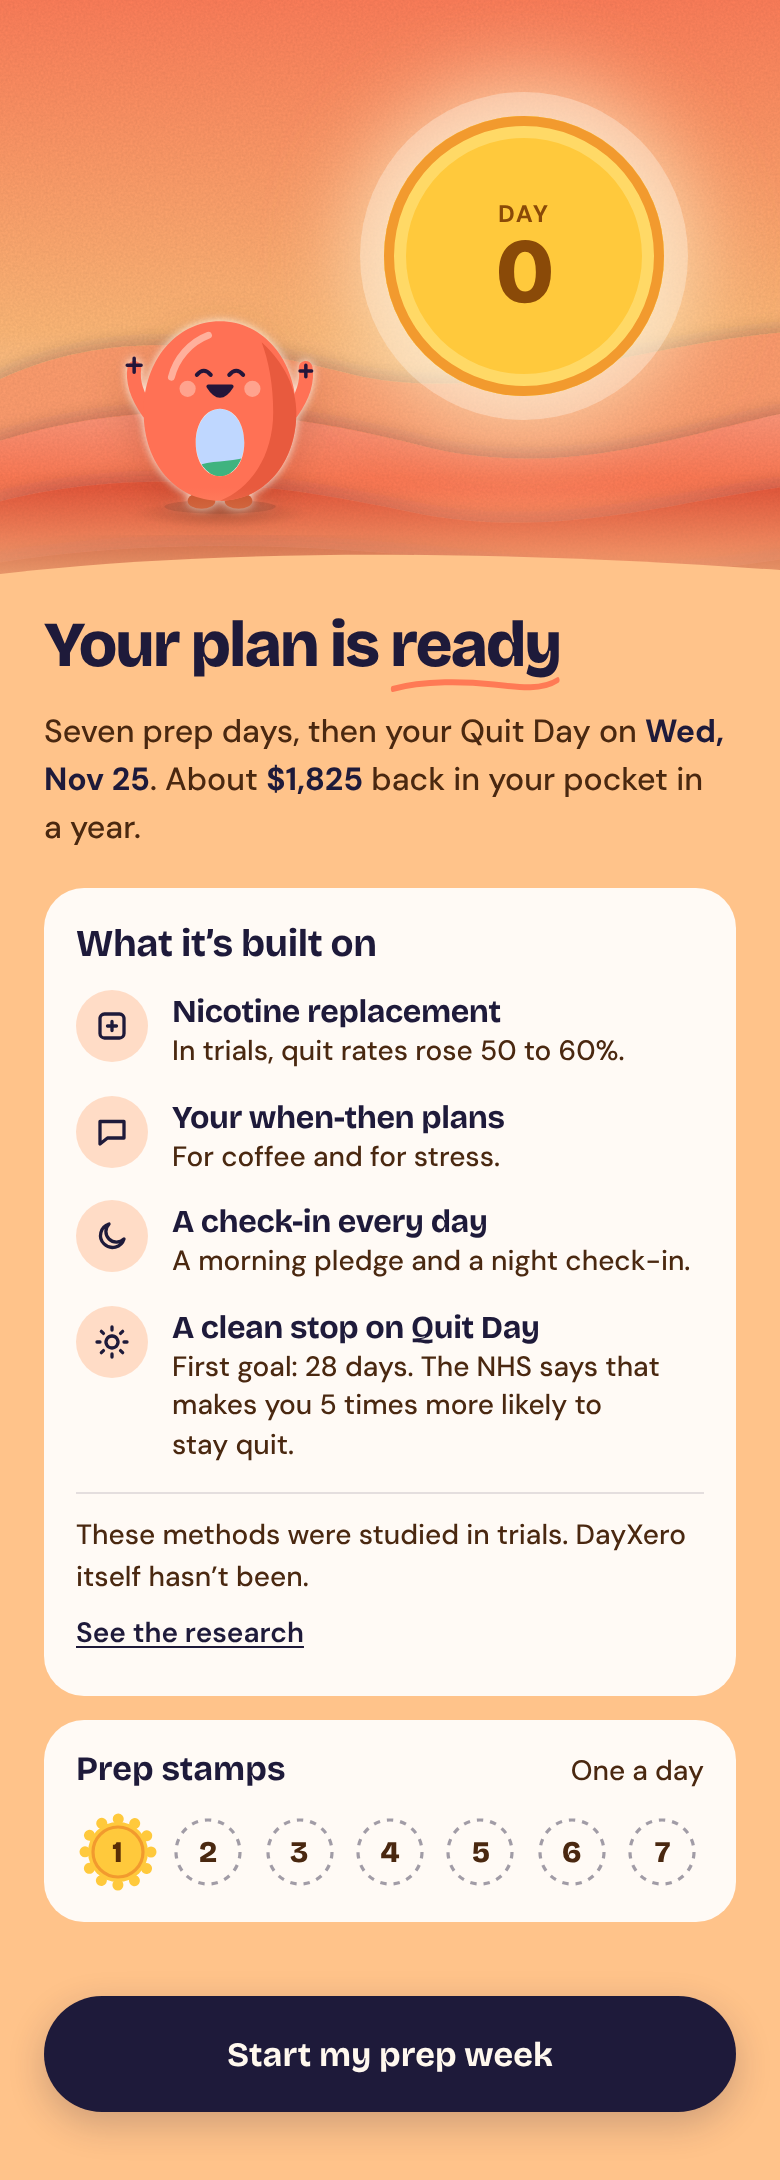 DAY
0
Your plan is ready
Seven prep days, then your Quit Day on Wed,
Nov 25. About $1,825 back in your pocket in
a year.
What it’s built on
Nicotine replacement
In trials, quit rates rose 50 to 60%.
Your when-then plans
For coffee and for stress.
A check-in every day
A morning pledge and a night check-in.
A clean stop on Quit Day
First goal: 28 days. The NHS says that
makes you 5 times more likely to
stay quit.
These methods were studied in trials. DayXero
itself hasn’t been.
See the research
Prep stamps One a day
1 2 3 4 5 6 7
Start my prep week